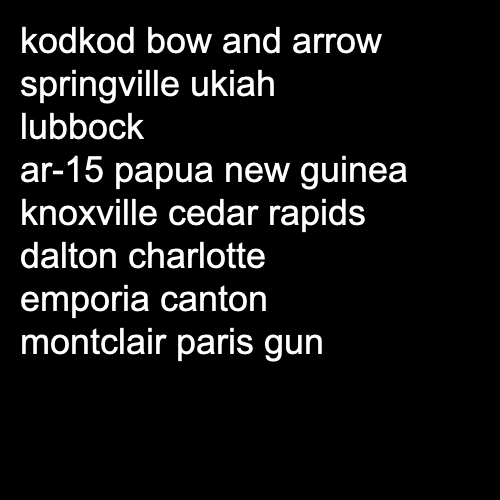 kodkod bow and arrow
springville ukiah
lubbock
ar-15 papua new guinea
knoxville cedar rapids
dalton charlotte
emporia canton
montclair paris gun